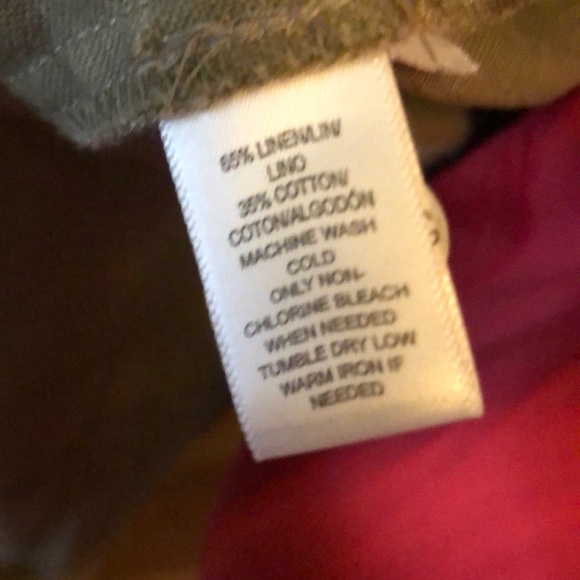 65% LINEN/LIN/
LINO
35% COTTON/
COTON/ALGODÓN
MACHINE WASH
COLD
ONLY NON-
CHLORINE BLEACH
WHEN NEEDED
TUMBLE DRY LOW
WARM IRON IF
NEEDED